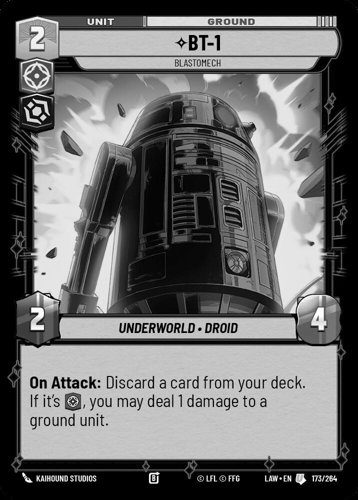 UNIT
GROUND
2
BT-1
BLASTOMECH
2
4
UNDERWORLD • DROID
On Attack: Discard a card from your deck.
If it's , you may deal 1 damage to a
ground unit.
KAIHOUND STUDIOS
© LFL © FFG
LAW • EN
173/264